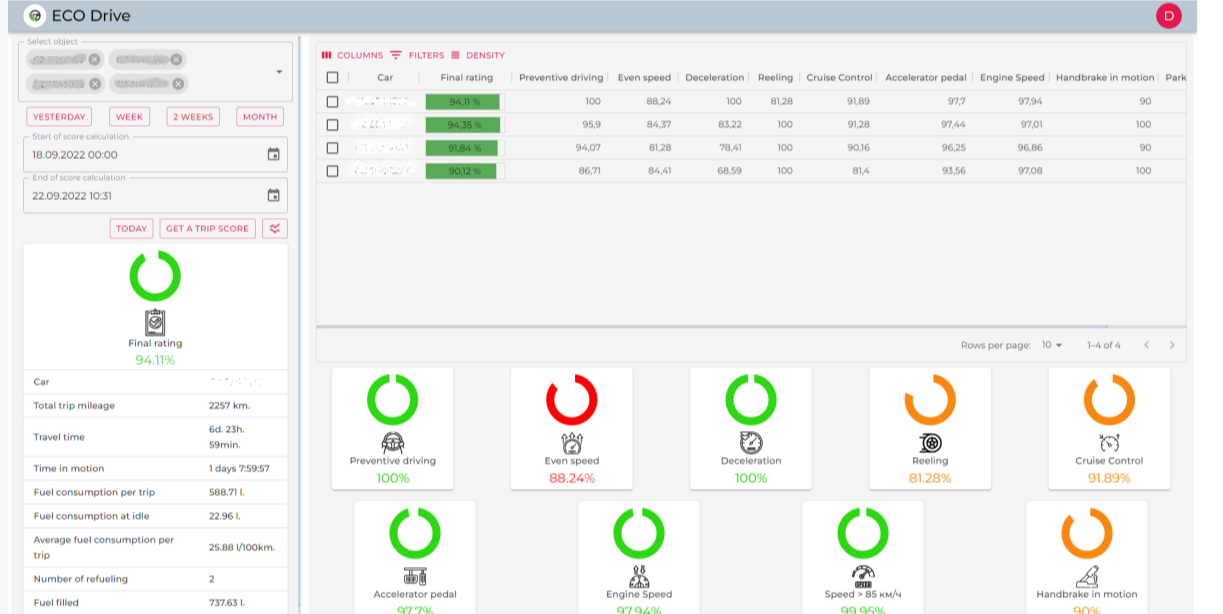 ECO Drive
D
Select object
YESTERDAY WEEK 2 WEEKS MONTH
Start of score calculation
18.09.2022 00:00
End of score calculation
22.09.2022 10:31
TODAY GET A TRIP SCORE
Final rating
94.11%
Car
Total trip mileage 2257 km.
Travel time 6d. 23h. 59min.
Time in motion 1 days 7:59:57
Fuel consumption per trip 588.71 l.
Fuel consumption at idle 22.96 l.
Average fuel consumption per trip 25.88 l/100km.
Number of refueling 2
Fuel filled 737.63 l.
COLUMNS FILTERS DENSITY
Car Final rating Preventive driving Even speed Deceleration Reeling Cruise Control Accelerator pedal Engine Speed Handbrake in motion Park
94,11 % 100 88,24 100 81,28 91,89 97,7 97,94 90
94,35 % 95,9 84,37 83,22 100 91,28 97,44 97,01 100
91,84 % 94,07 81,28 78,41 100 90,16 96,25 96,86 90
90,12 % 86,71 84,41 68,59 100 81,4 93,56 97,08 100
Rows per page: 10 1-4 of 4
Preventive driving
100%
Even speed
88.24%
Deceleration
100%
Reeling
81.28%
Cruise Control
91.89%
Accelerator pedal
97.7%
Engine Speed
97.94%
Speed > 85 км/ч
99.95%
Handbrake in motion
90%